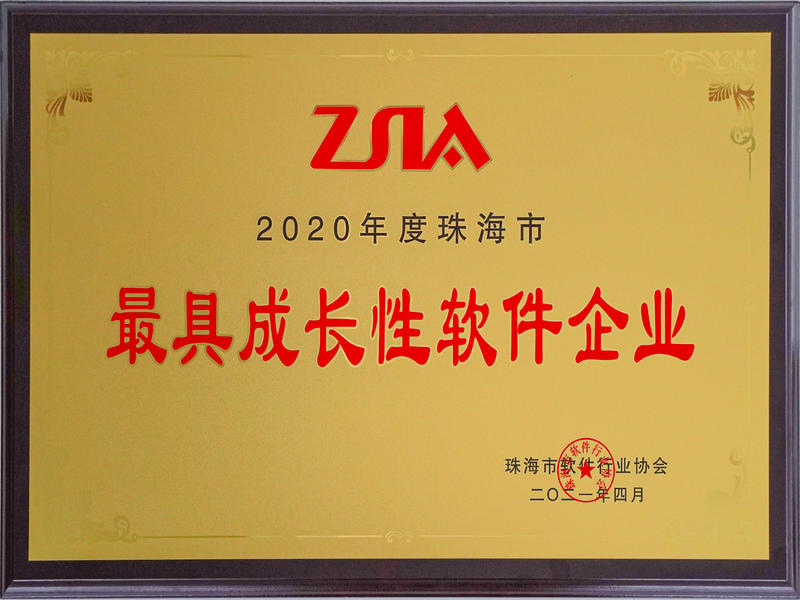 ZSIA
2020年度珠海市
最具成长性软件企业
珠海市软件行业协会
二〇二一年四月